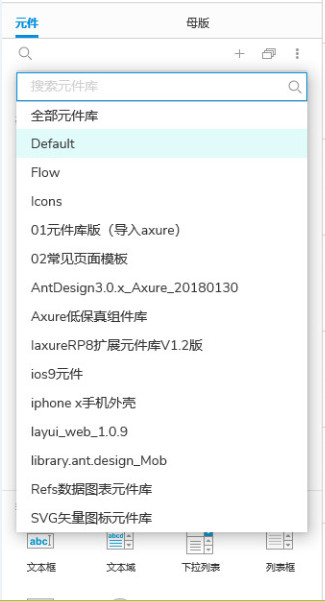 元件 母版
搜索元件库
全部元件库
Default
Flow
Icons
01元件库版（导入axure）
02常见页面模板
AntDesign3.0.x_Axure_20180130
Axure低保真组件库
IaxureRP8扩展元件库V1.2版
ios9元件
iphone x手机外壳
layui_web_1.0.9
library.ant.design_Mob
Refs数据图表元件库
SVG矢量图标元件库
abc abcd
文本框 文本域 下拉列表 列表框